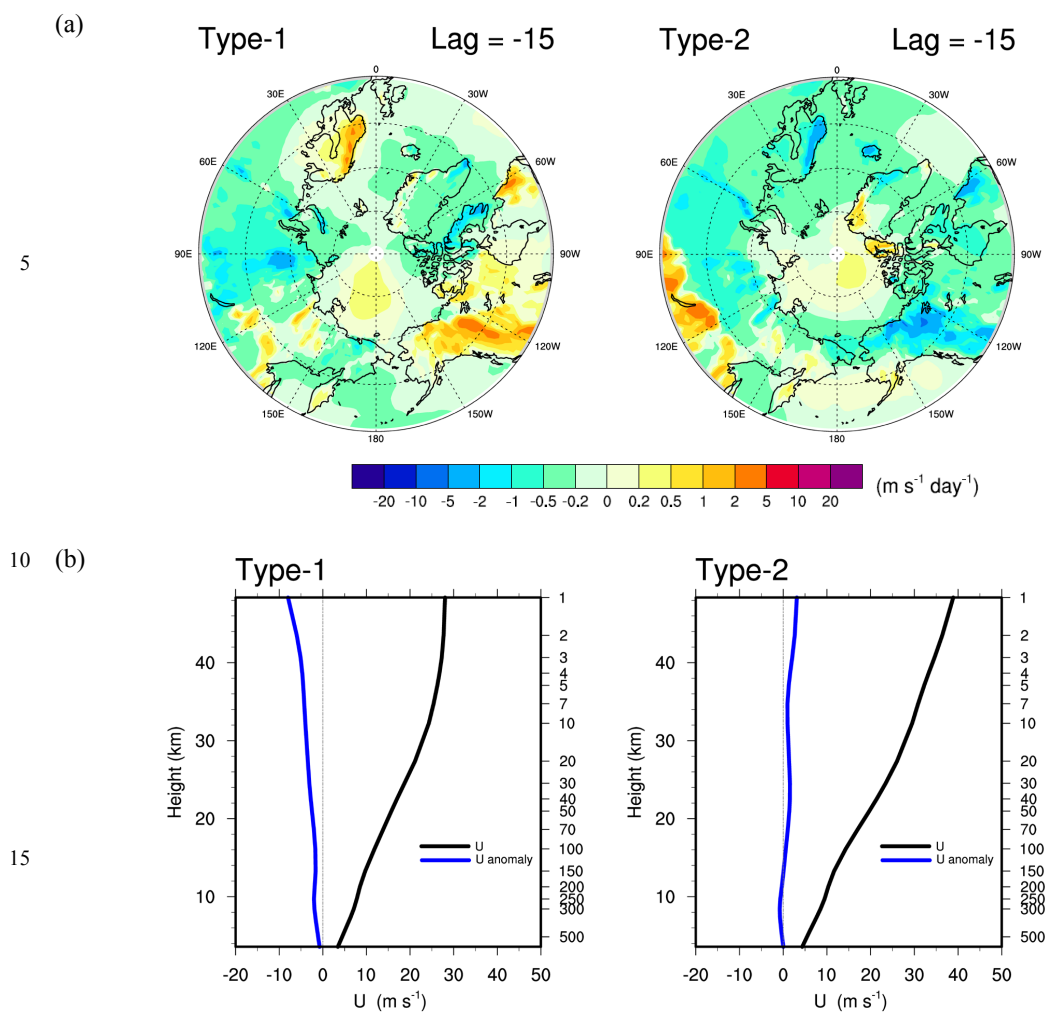 (a)
Type-1 Lag = -15 Type-2 Lag = -15
0 0
30E 30W 30E 30W
60E 60W 60E 60W
5 90E 90W 90E 90W
120E 120W 120E 120W
150E 150W 150E 150W
180 180
-20 -10 -5 -2 -1 -0.5 -0.2 0 0.2 0.5 1 2 5 10 20 (m s⁻¹ day⁻¹)
10 (b)
Type-1 Type-2
1 1
2 2
40 3 40 3
4 4
5 5
7 7
10 10
30 30
20 20
Height (km) Height (km)
30 30
40 40
20 50 20 50
70 70
15 U 100 U 100
U anomaly U anomaly
150 150
200 200
10 250 10 250
300 300
500 500
-20 -10 0 10 20 30 40 50 -20 -10 0 10 20 30 40 50
U (m s⁻¹) U (m s⁻¹)